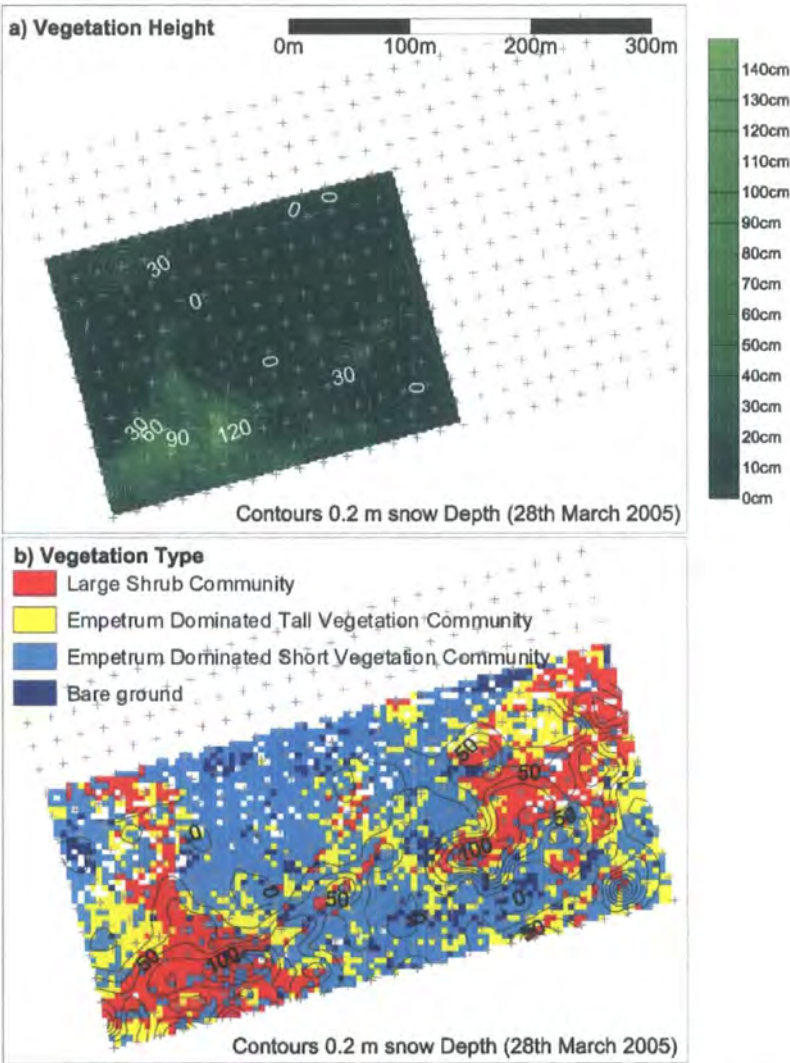 a) Vegetation Height
0m 100m 200m 300m
140cm
130cm
120cm
110cm
100cm
90cm
80cm
70cm
60cm
50cm
40cm
30cm
20cm
10cm
0cm
0 0
30
0
0
30
0
30 60 90 120
Contours 0.2 m snow Depth (28th March 2005)
b) Vegetation Type
Large Shrub Community
Empetrum Dominated Tall Vegetation Community
Empetrum Dominated Short Vegetation Community
Bare ground
50
50
50
0
100
0
50
0
50
100
50
Contours 0.2 m snow Depth (28th March 2005)